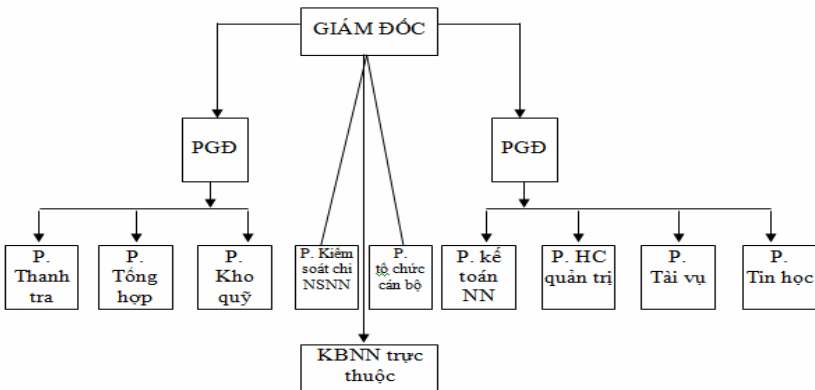 GIÁM ĐỐC
PGĐ
PGĐ
P.
Thanh
tra
P.
Tổng
hợp
P.
Kho
quỹ
P. Kiêm
soát chi
NSNN
P.
tổ chức
cán bộ
P. kế
toán
NN
P. HC
quản trị
P.
Tài vụ
P.
Tin học
KBNN trực
thuộc